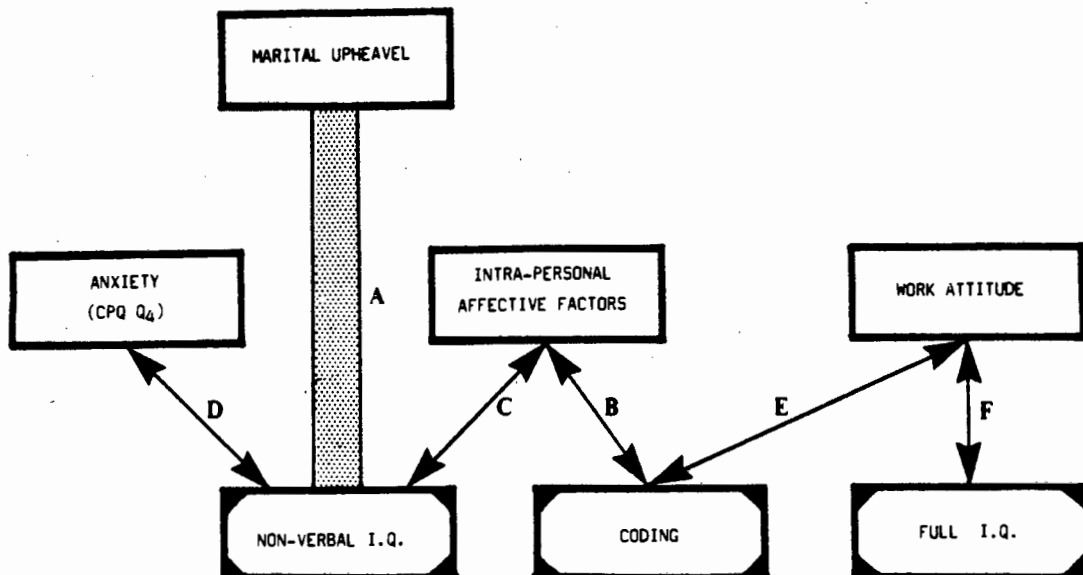 MARITAL UPHEAVEL
ANXIETY
(CPQ Q4)
A
INTRA-PERSONAL
AFFECTIVE FACTORS
WORK ATTITUDE
D
C
B
E
F
NON-VERBAL I.Q.
CODING
FULL I.Q.